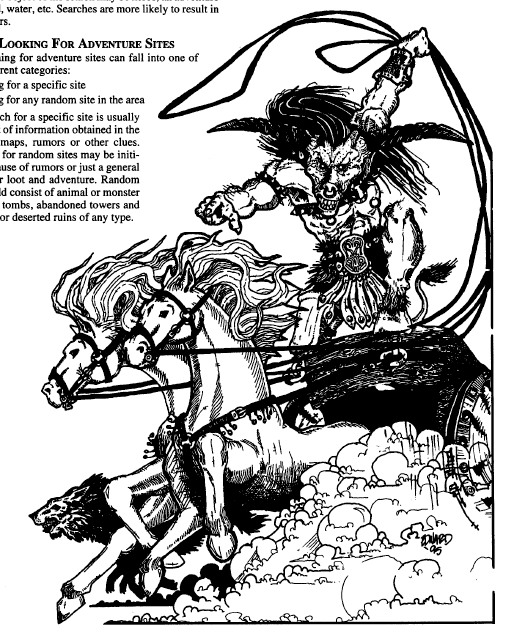 l, water, etc. Searches are more likely to result in
rs.
LOOKING FOR ADVENTURE SITES
ing for adventure sites can fall into one of
rent categories:
g for a specific site
g for any random site in the area
ch for a specific site is usually
t of information obtained in the
maps, rumors or other clues.
for random sites may be initi-
use of rumors or just a general
r loot and adventure. Random
ld consist of animal or monster
tombs, abandoned towers and
or deserted ruins of any type.
95